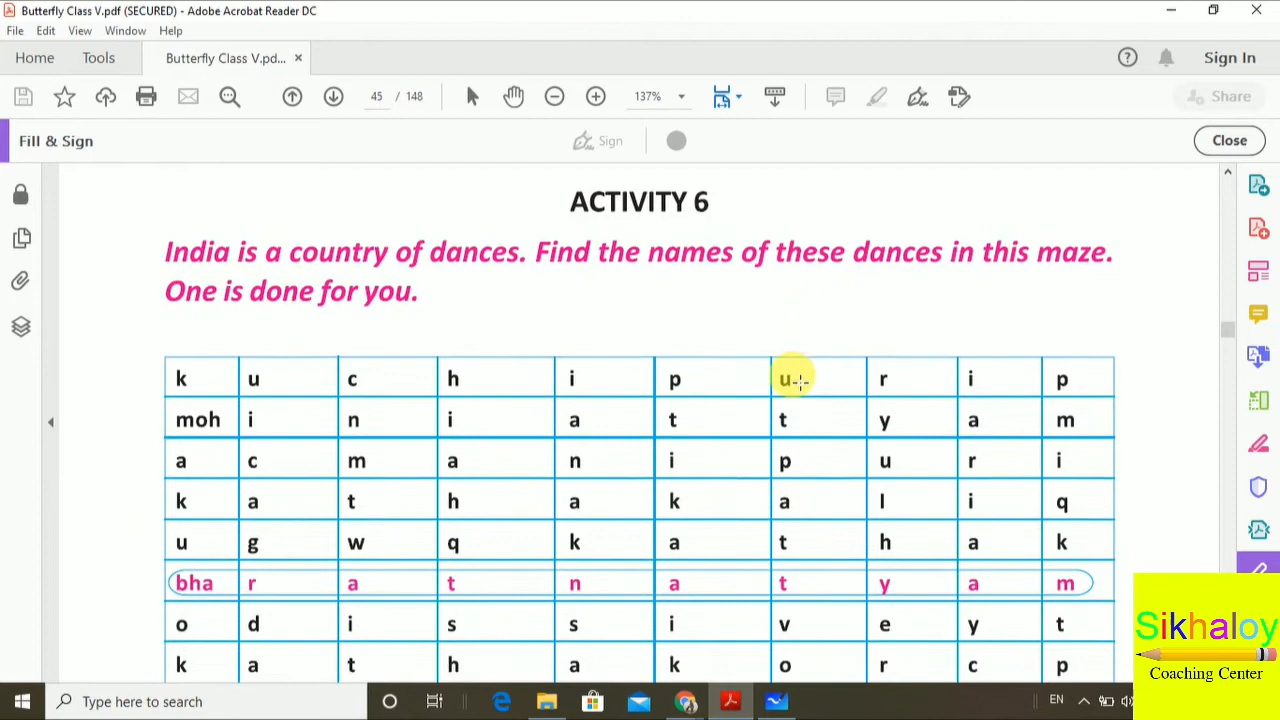 Butterfly Class V.pdf (SECURED) - Adobe Acrobat Reader DC
File Edit View Window Help
Home Tools Butterfly Class V.pd... × Sign In
45 / 148 137% Share
Fill & Sign Sign Close
ACTIVITY 6
India is a country of dances. Find the names of these dances in this maze.
One is done for you.
k u c h i p u r i p
moh i n i a t t y a m
a c m a n i p u r i
k a t h a k a l i q
u g w q k a t h a k
bha r a t n a t y a m
o d i s s i v e y t
k a t h a k o r c p
Sikhaloy
Coaching Center
Type here to search EN